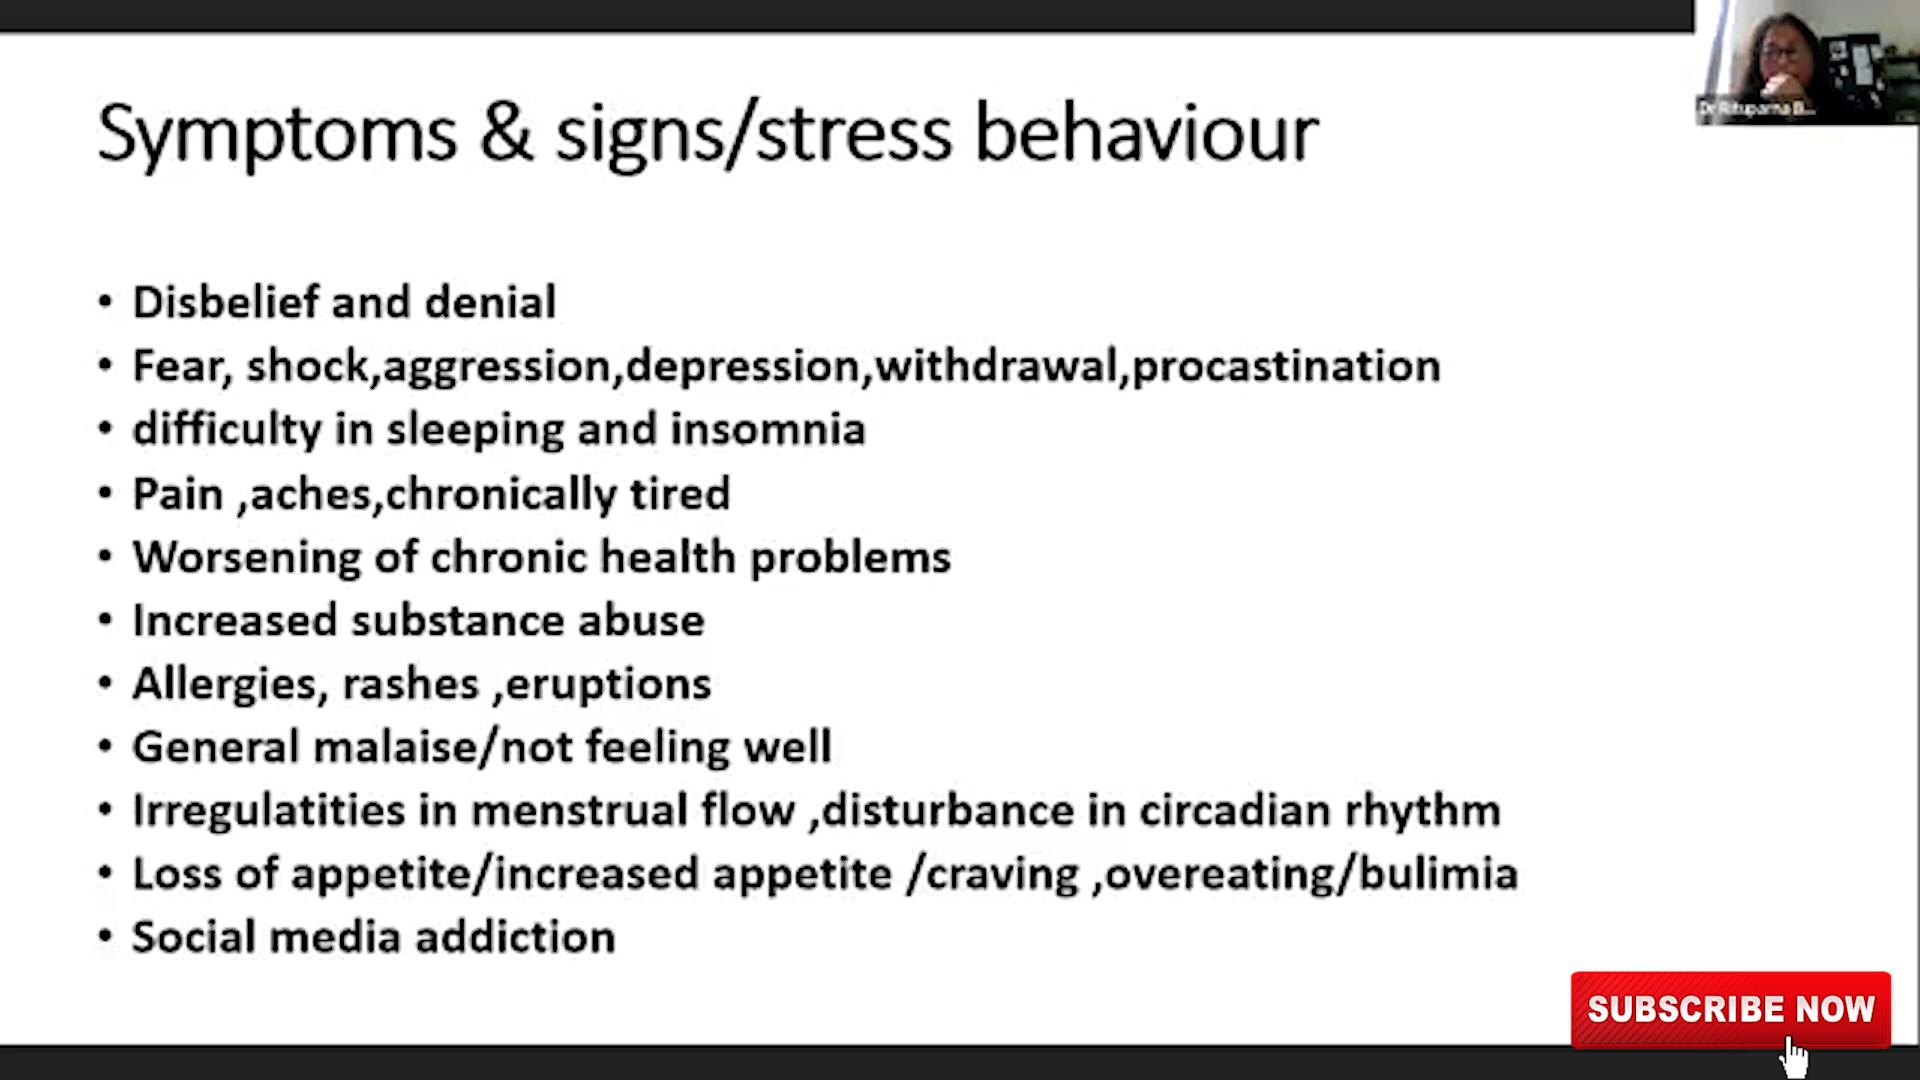 Dr Rituparna B...
Symptoms & signs/stress behaviour
• Disbelief and denial
• Fear, shock,aggression,depression,withdrawal,procastination
• difficulty in sleeping and insomnia
• Pain ,aches,chronically tired
• Worsening of chronic health problems
• Increased substance abuse
• Allergies, rashes ,eruptions
• General malaise/not feeling well
• Irregulatities in menstrual flow ,disturbance in circadian rhythm
• Loss of appetite/increased appetite /craving ,overeating/bulimia
• Social media addiction
SUBSCRIBE NOW